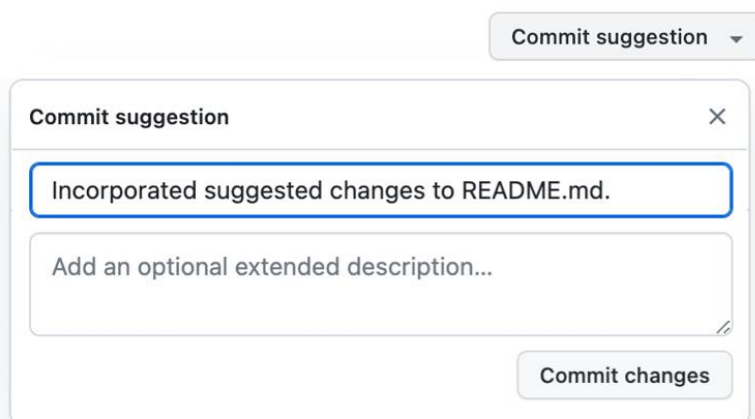 Commit suggestion
Commit suggestion
Incorporated suggested changes to README.md.
Add an optional extended description...
Commit changes